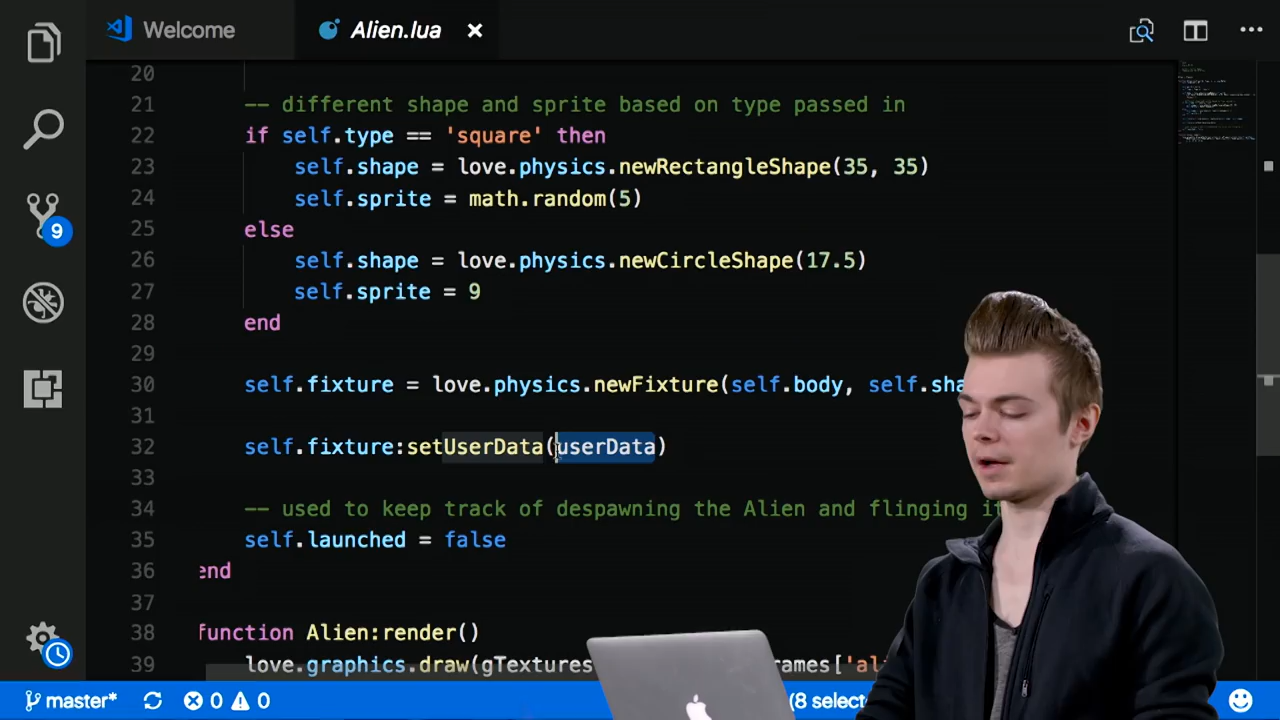 Welcome
Alien.lua
20
21 -- different shape and sprite based on type passed in
22 if self.type == 'square' then
23 self.shape = love.physics.newRectangleShape(35, 35)
24 self.sprite = math.random(5)
25 else
26 self.shape = love.physics.newCircleShape(17.5)
27 self.sprite = 9
28 end
29
30 self.fixture = love.physics.newFixture(self.body, self.sha
31
32 self.fixture:setUserData(userData)
33
34 -- used to keep track of despawning the Alien and flinging i
35 self.launched = false
36 end
37
38 function Alien:render()
39 love.graphics.draw(gTextures rames['al
9
master* 0 0 (8 select